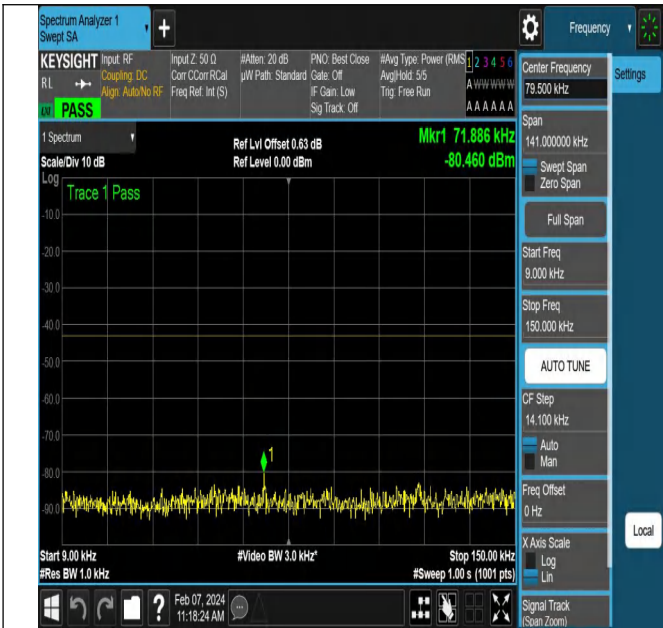 Spectrum Analyzer 1
Swept SA
Frequency
KEYSIGHT
RL
PASS
Input: RF
Coupling: DC
Align: Auto/No RF
Input Z: 50 Ω
Corr CCorr RCal
Freq Ref: Int (S)
#Atten: 20 dB
µW Path: Standard
PNO: Best Close
Gate: Off
IF Gain: Low
Sig Track: Off
#Avg Type: Power (RMS
Avg|Hold: 5/5
Trig: Free Run
1 2 3 4 5 6
A W W W W W
A A A A A A
1 Spectrum
Scale/Div 10 dB
Log
Ref Lvl Offset 0.63 dB
Ref Level 0.00 dBm
Mkr1 71.886 kHz
-80.460 dBm
Trace 1 Pass
-10.0
-20.0
-30.0
-40.0
-50.0
-60.0
-70.0
-80.0
-90.0
1
Start 9.00 kHz
#Res BW 1.0 kHz
#Video BW 3.0 kHz*
Stop 150.00 kHz
#Sweep 1.00 s (1001 pts)
Feb 07, 2024
11:18:24 AM
Center Frequency
79.500 kHz
Settings
Span
141.000000 kHz
Swept Span
Zero Span
Full Span
Start Freq
9.000 kHz
Stop Freq
150.000 kHz
AUTO TUNE
CF Step
14.100 kHz
Auto
Man
Freq Offset
0 Hz
X Axis Scale
Log
Lin
Local
Signal Track
(Span Zoom)